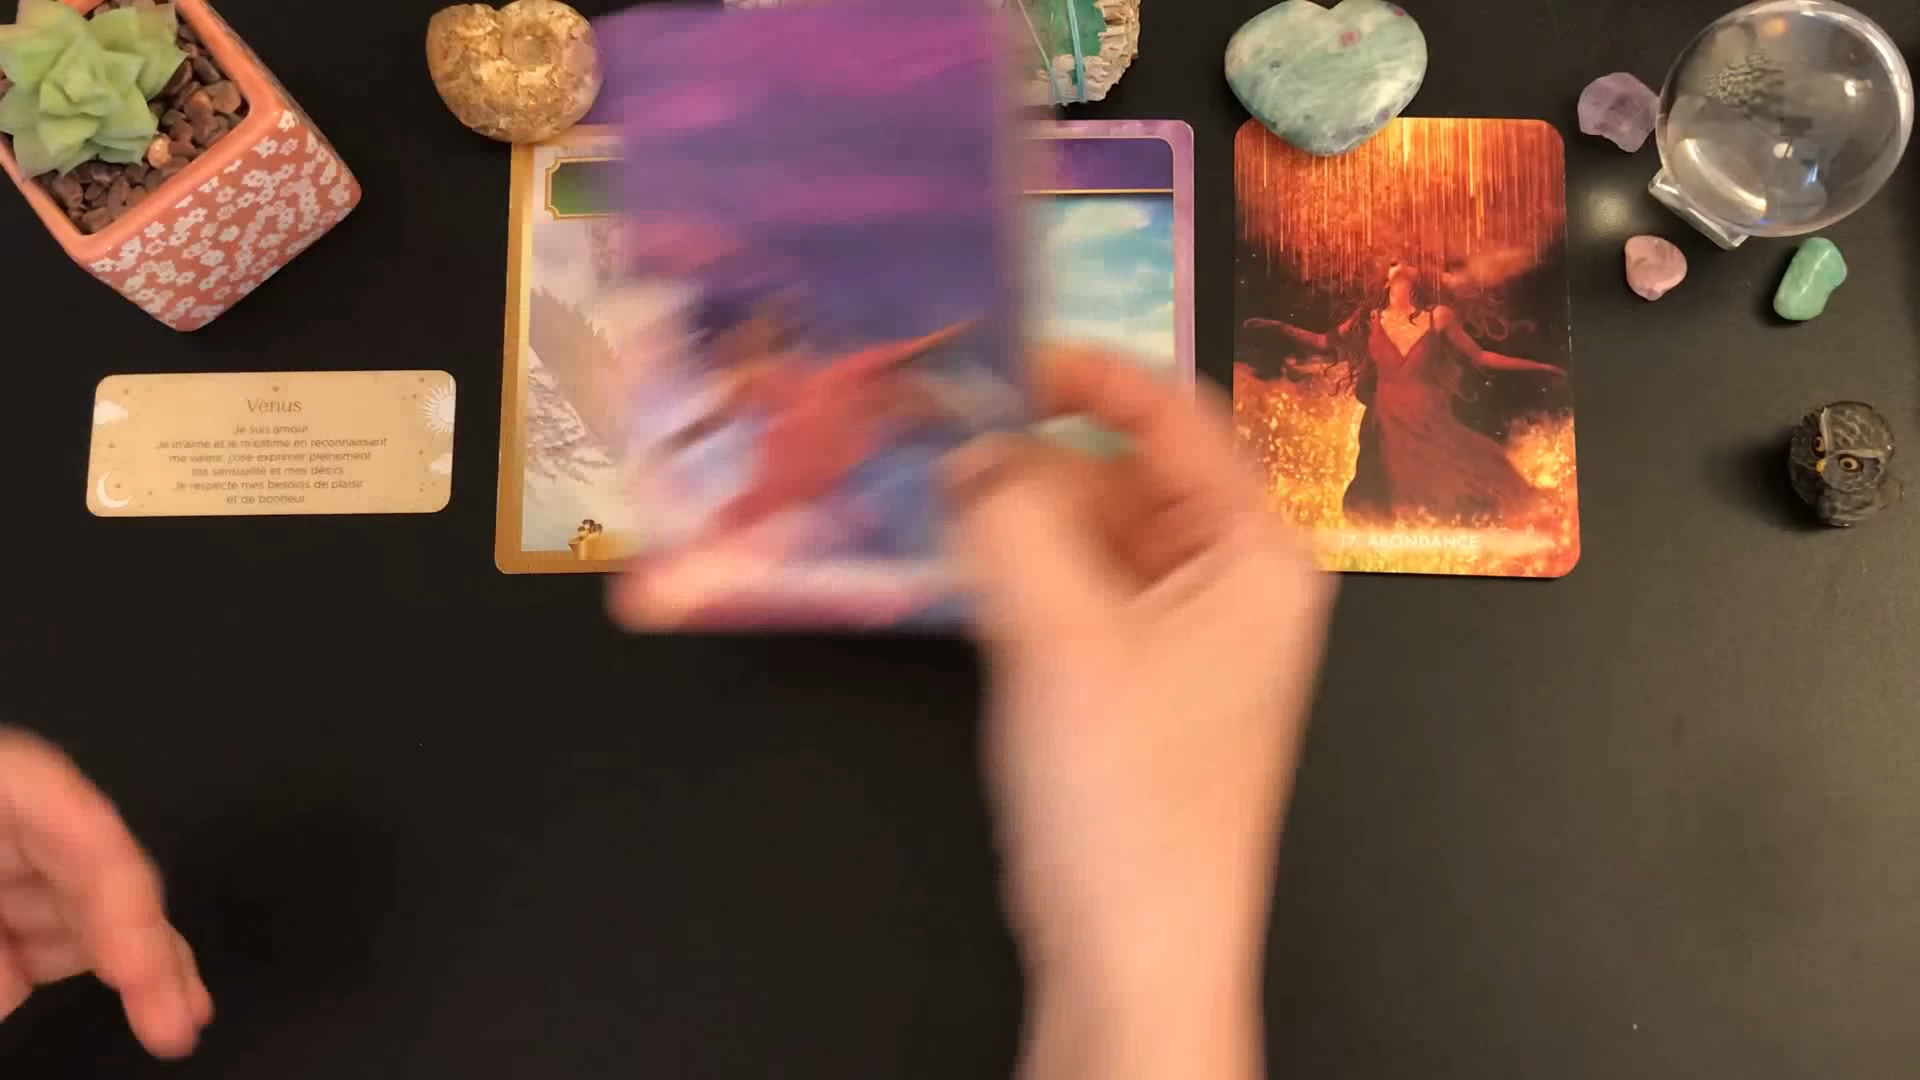 Venus
Je suis amour
Je m'aime et je m'estime en reconnaissant
ma valeur, j'ose exprimer pleinement
ma sensualité et mes désirs
Je respecte mes besoins de plaisir
et de bonheur
17. ABONDANCE